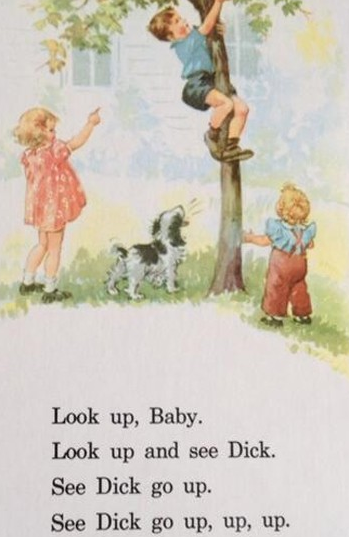 Look up, Baby.
Look up and see Dick.
See Dick go up.
See Dick go up, up, up.